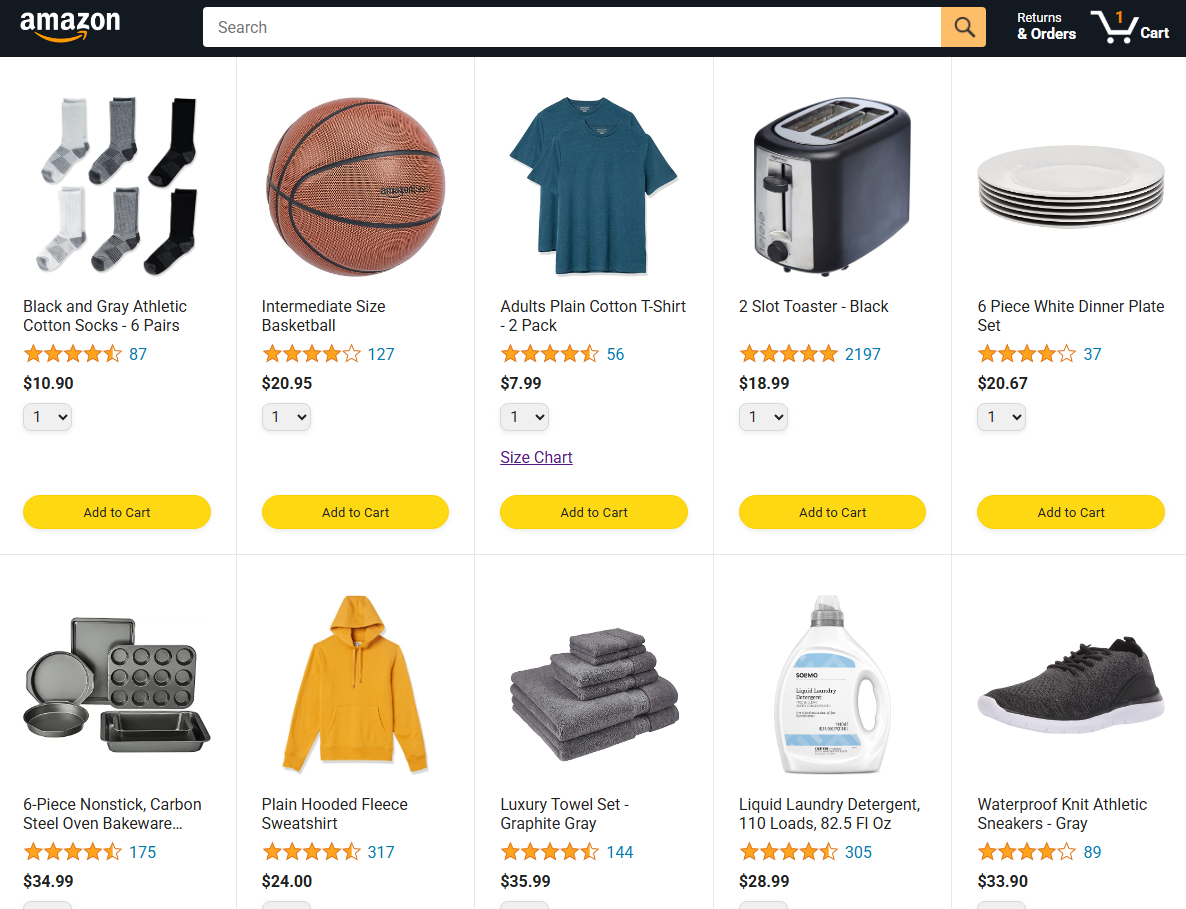 amazon
Search
Returns
& Orders
1
Cart
amazon
Black and Gray Athletic
Cotton Socks - 6 Pairs
87
$10.90
1
Intermediate Size
Basketball
127
$20.95
1
Adults Plain Cotton T-Shirt
- 2 Pack
56
$7.99
1
Size Chart
2 Slot Toaster - Black
2197
$18.99
1
6 Piece White Dinner Plate
Set
37
$20.67
1
Add to Cart
Add to Cart
Add to Cart
Add to Cart
Add to Cart
SOLIMO
Liquid Laundry
Detergent
6-Piece Nonstick, Carbon
Steel Oven Bakeware...
175
$34.99
Plain Hooded Fleece
Sweatshirt
317
$24.00
Luxury Towel Set -
Graphite Gray
144
$35.99
Liquid Laundry Detergent,
110 Loads, 82.5 Fl Oz
305
$28.99
Waterproof Knit Athletic
Sneakers - Gray
89
$33.90